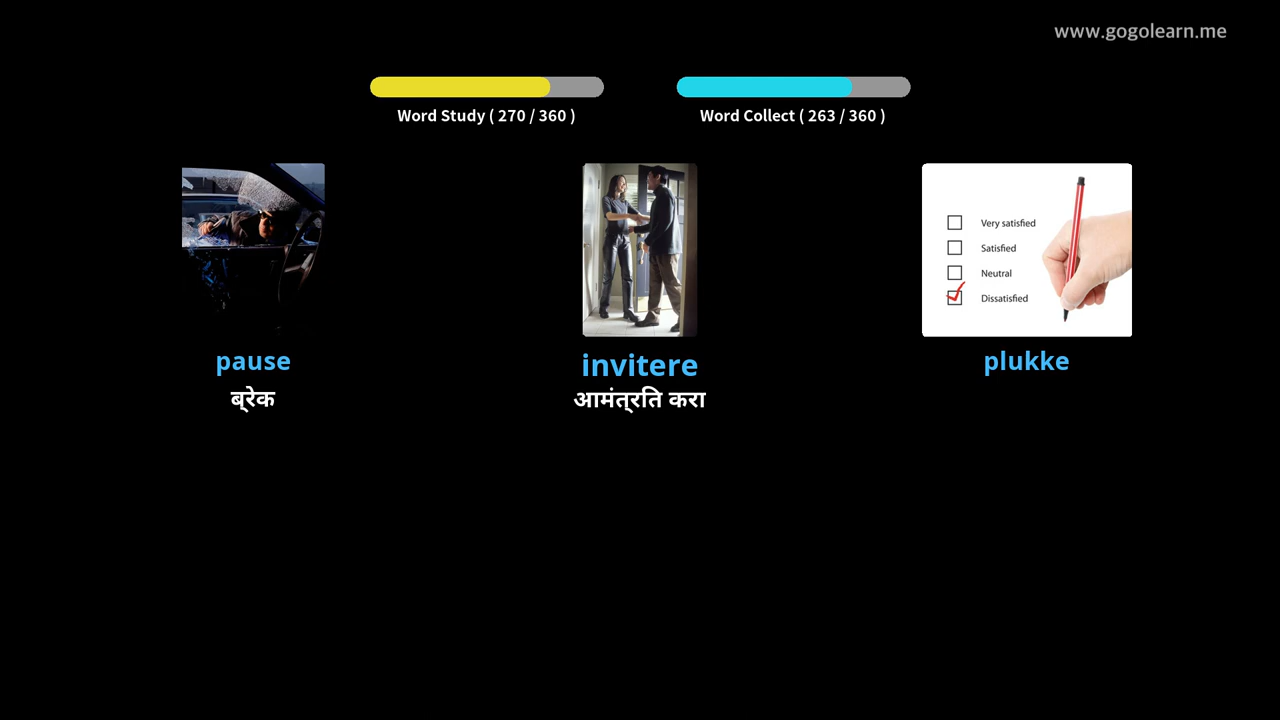 www.gogolearn.me
Word Study ( 270 / 360 )
Word Collect ( 263 / 360 )
Very satisfied
Satisfied
Neutral
Dissatisfied
pause
invitere
plukke
ब्रेक
आमंत्रति करा